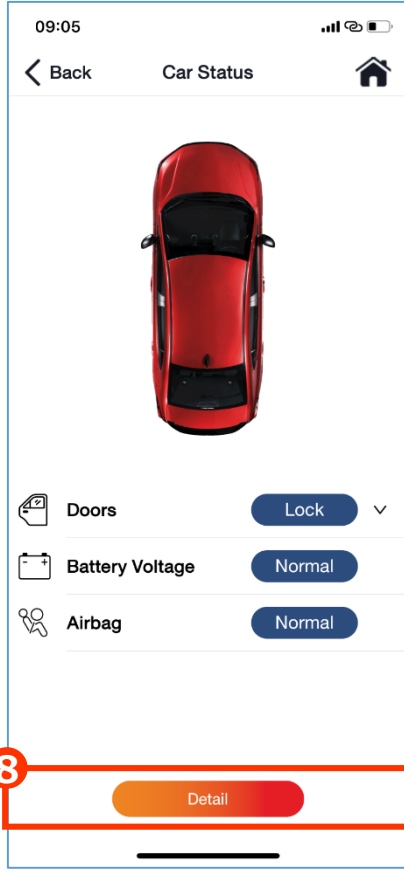 09:05
Back Car Status
Doors Lock
Battery Voltage Normal
Airbag Normal
8
Detail